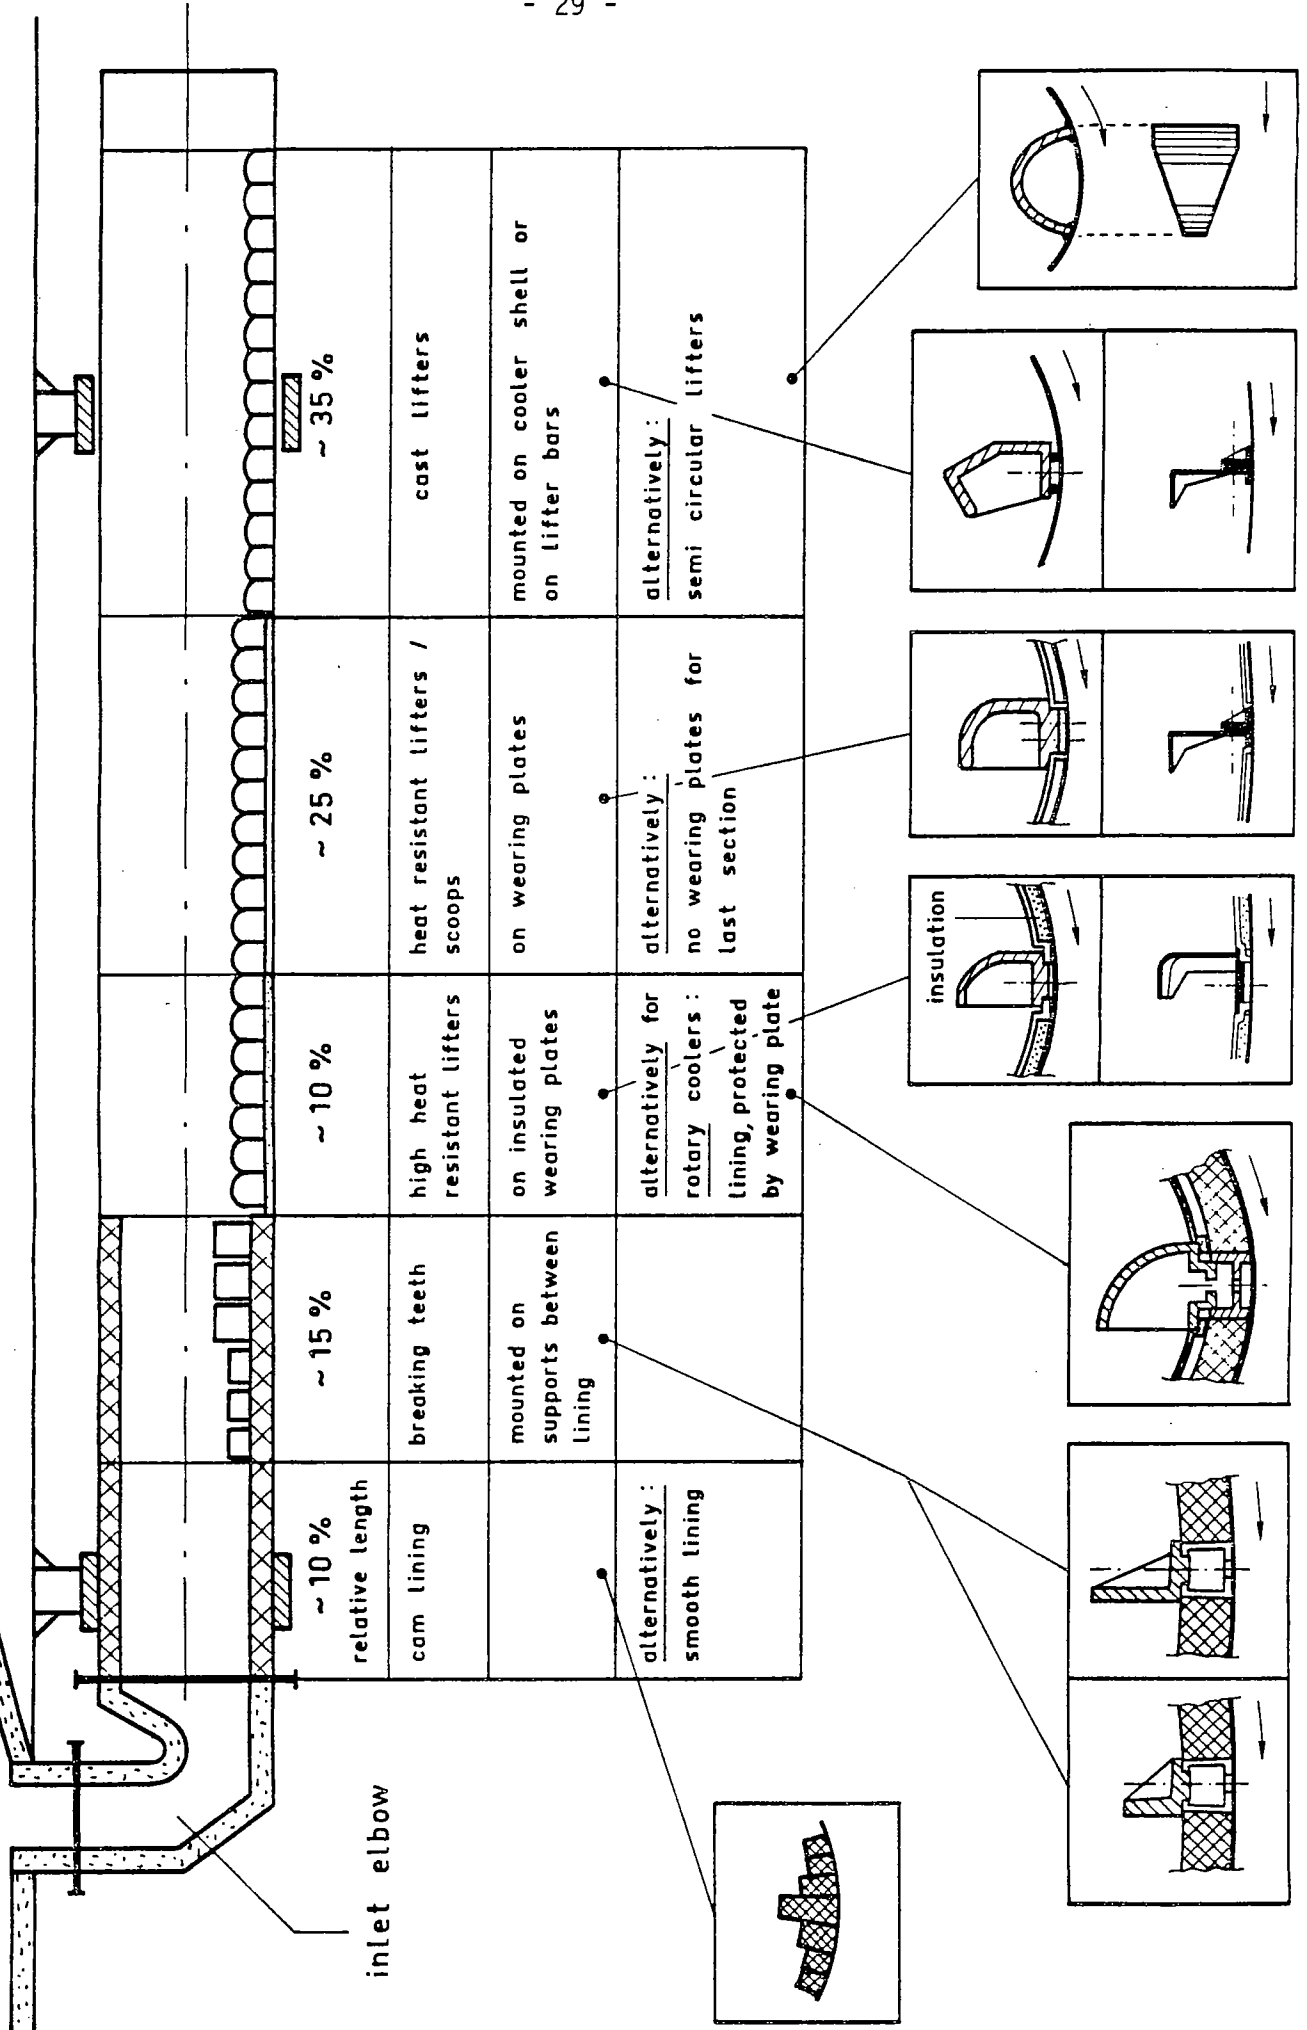 - 29 -
inlet elbow
~ 10 %
relative length
~ 15 %
~ 10 %
~ 25 %
~ 35 %
cam lining
breaking teeth
high heat
resistant lifters
heat resistant lifters /
scoops
cast lifters
mounted on
supports between
lining
on insulated
wearing plates
on wearing plates
mounted on cooler shell or
on lifter bars
alternatively :
smooth lining
alternatively for
rotary coolers :
lining, protected
by wearing plate
alternatively :
no wearing plates for
last section
alternatively :
semi circular lifters
insulation